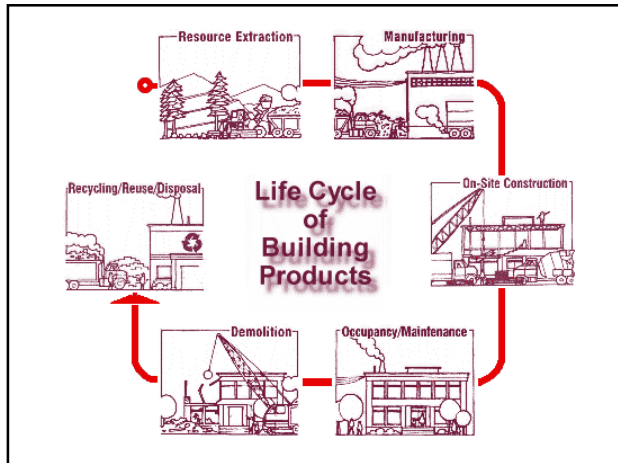 Resource Extraction
Manufacturing
Recycling/Reuse/Disposal
Life Cycle
of
Building
Products
On-Site Construction
Demolition
Occupancy/Maintenance